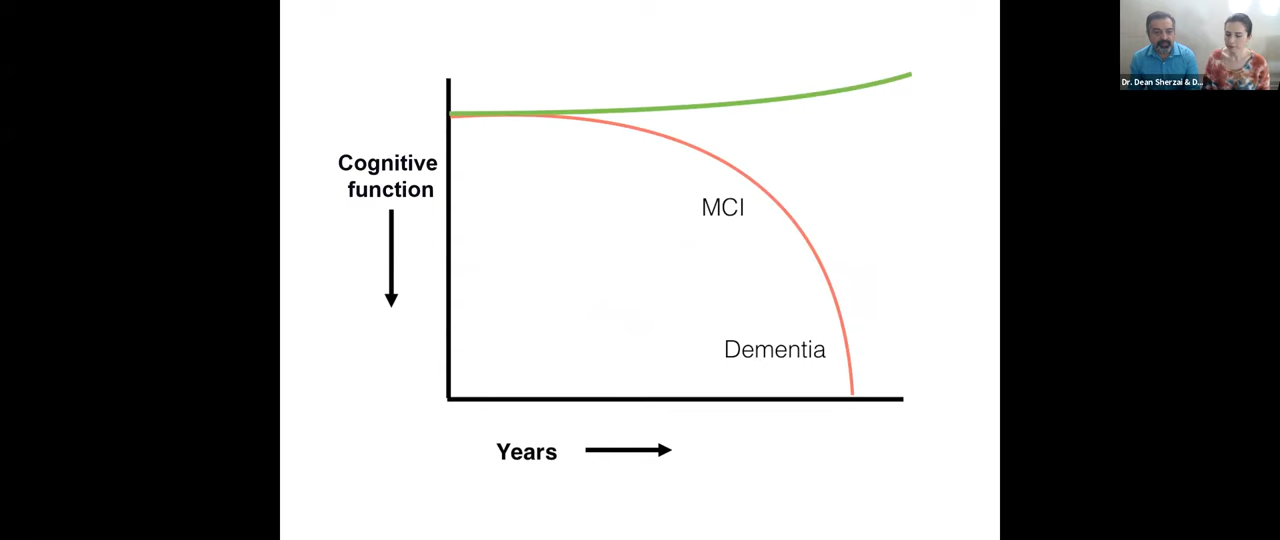 Dr. Dean Sherzai & D...
Cognitive
function
MCI
Dementia
Years